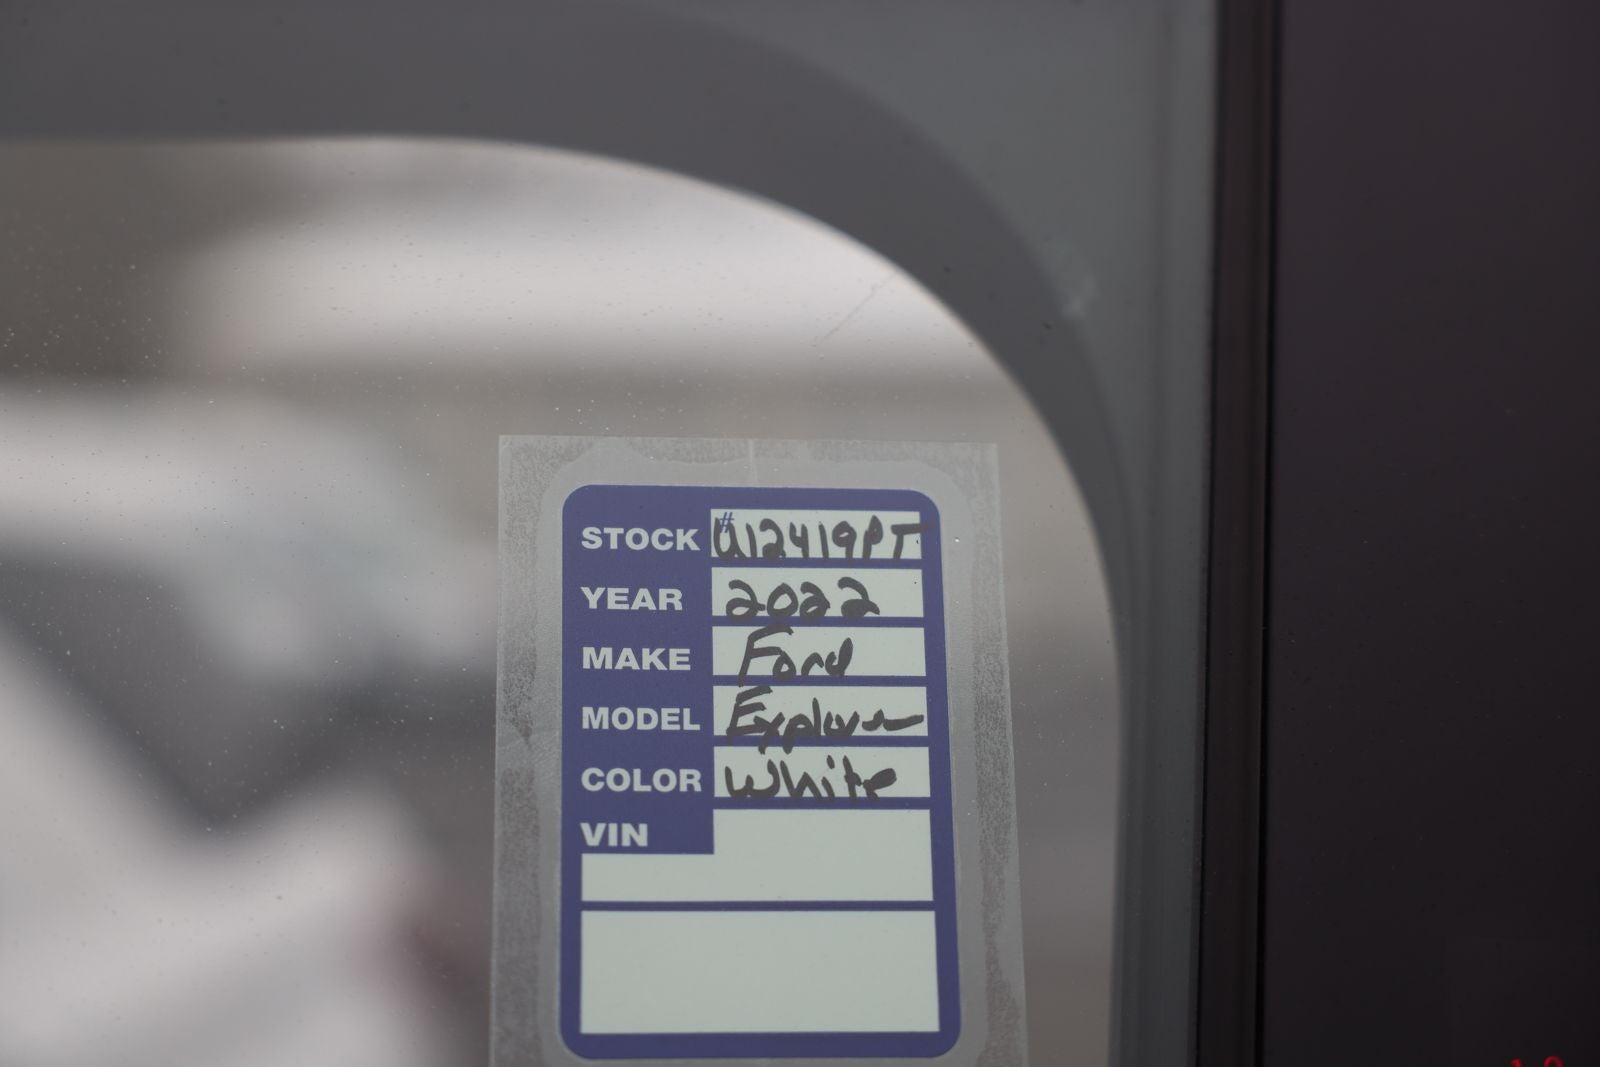 STOCK # U12419PT
YEAR 2022
MAKE Ford
MODEL Explorer
COLOR White
VIN